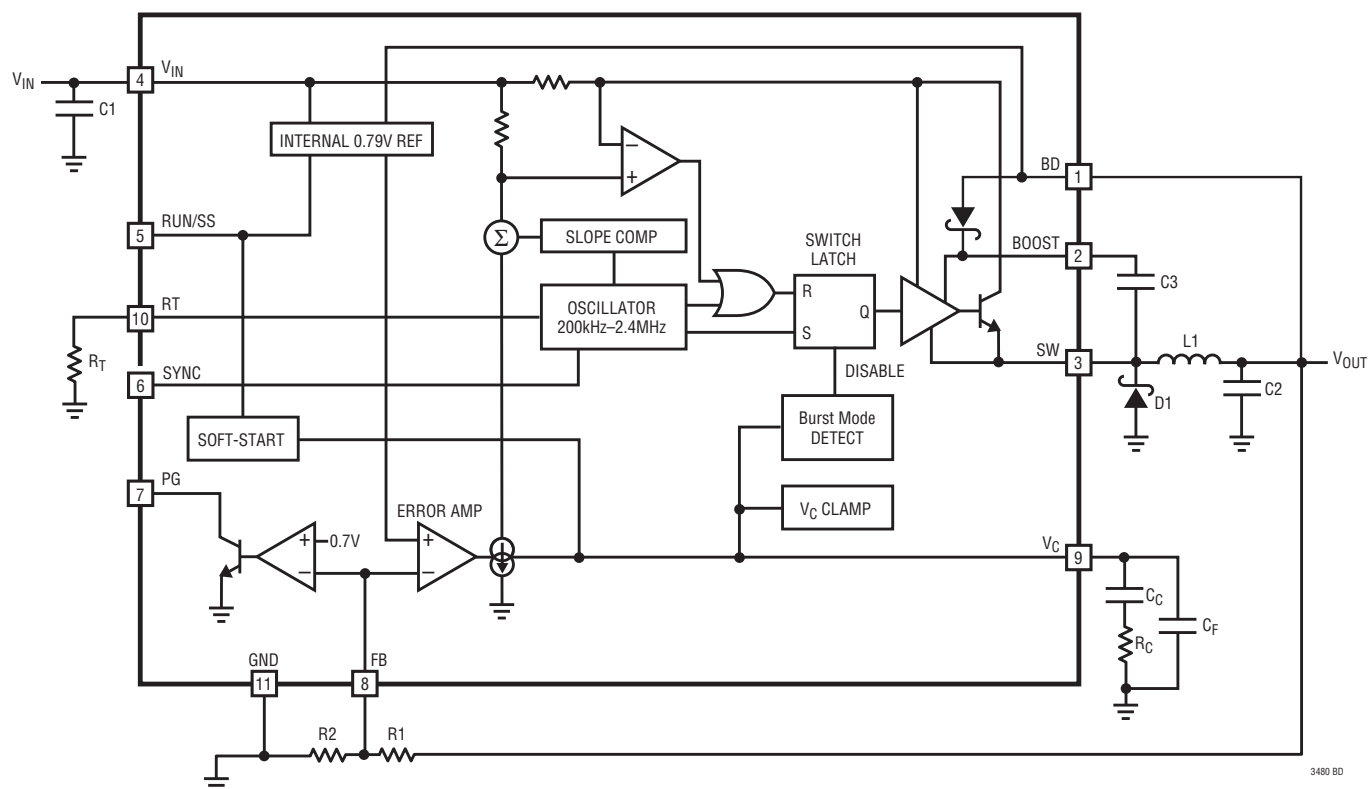 V_IN
4
V_IN
C1
INTERNAL 0.79V REF
−
+
BD
1
RUN/SS
5
Σ
SLOPE COMP
SWITCH
LATCH
BOOST
2
C3
RT
10
OSCILLATOR
200kHz–2.4MHz
R
Q
S
R_T
SYNC
6
DISABLE
SW
3
L1
V_OUT
D1
C2
SOFT-START
Burst Mode
DETECT
PG
7
V_C CLAMP
ERROR AMP
+
0.7V
−
+
−
V_C
9
C_C
C_F
R_C
GND
11
FB
8
R2
R1
3480 BD